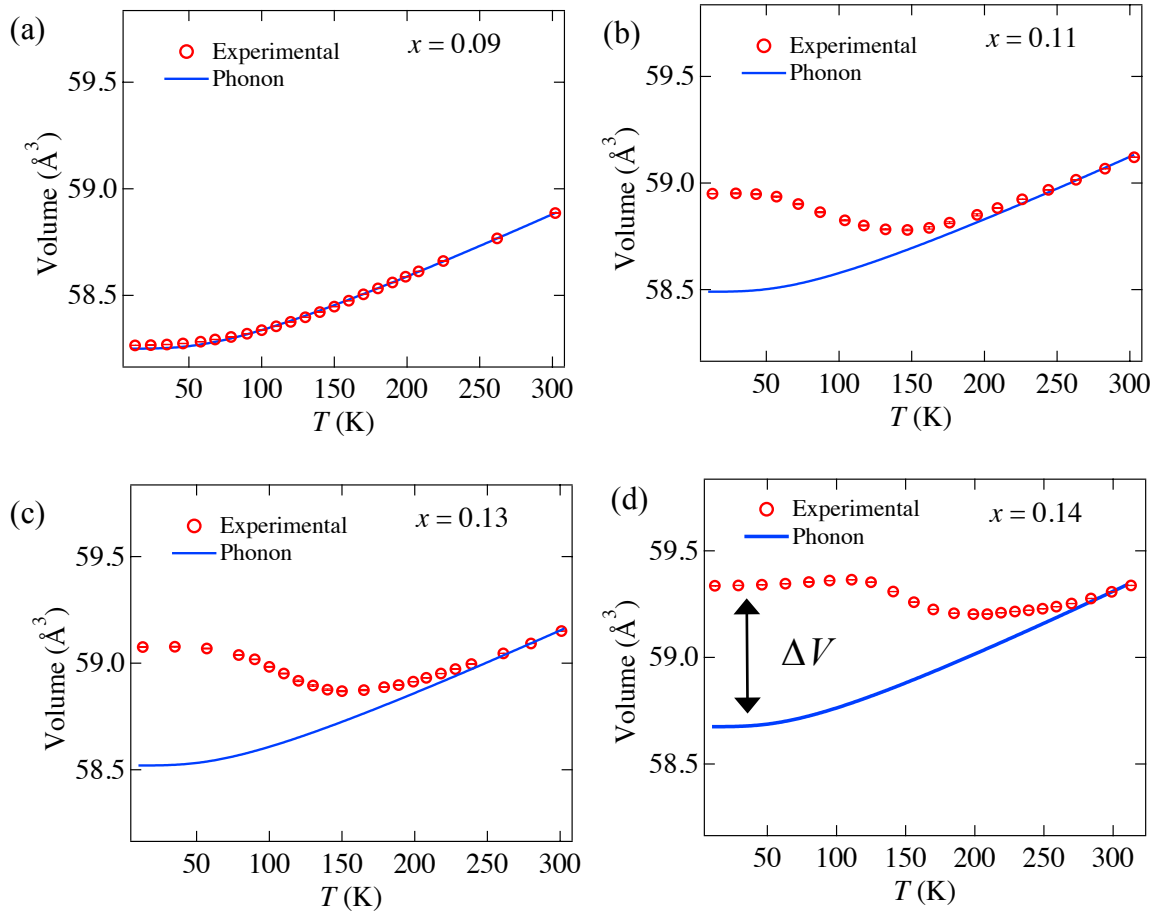 (a)
Experimental
Phonon
x = 0.09
59.5
59.0
58.5
Volume (Å³)
50 100 150 200 250 300
T (K)
(b)
Experimental
Phonon
x = 0.11
59.5
59.0
58.5
Volume (Å³)
50 100 150 200 250 300
T (K)
(c)
Experimental
Phonon
x = 0.13
59.5
59.0
58.5
Volume (Å³)
50 100 150 200 250 300
T (K)
(d)
Experimental
Phonon
x = 0.14
59.5
59.0
58.5
Volume (Å³)
ΔV
50 100 150 200 250 300
T (K)